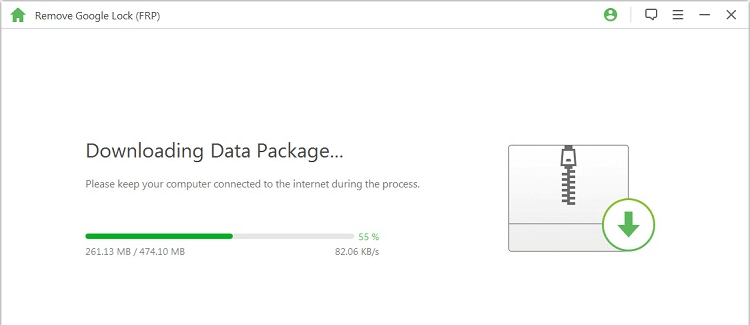 Remove Google Lock (FRP)
Downloading Data Package...
Please keep your computer connected to the internet during the process.
55 %
261.13 MB / 474.10 MB
82.06 KB/s